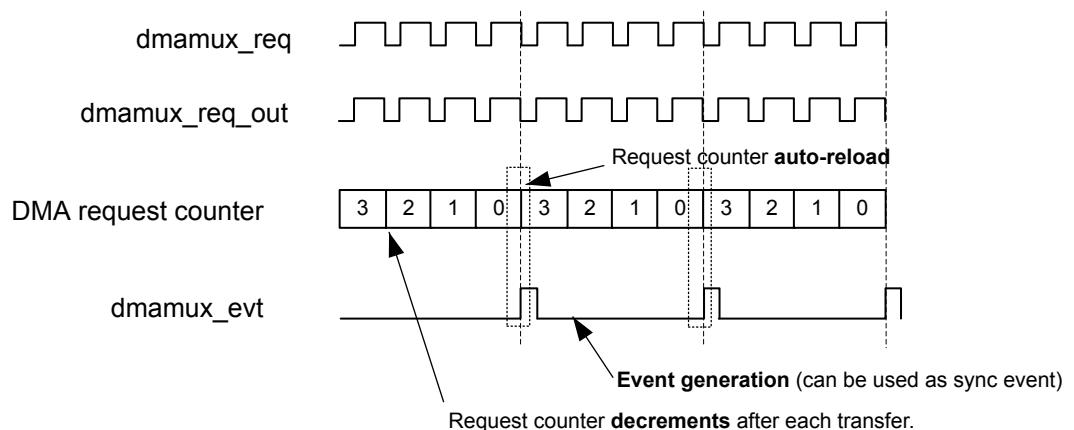 dmamux_req
dmamux_req_out
Request counter auto-reload
DMA request counter
3 2 1 0 3 2 1 0 3 2 1 0
dmamux_evt
Event generation (can be used as sync event)
Request counter decrements after each transfer.